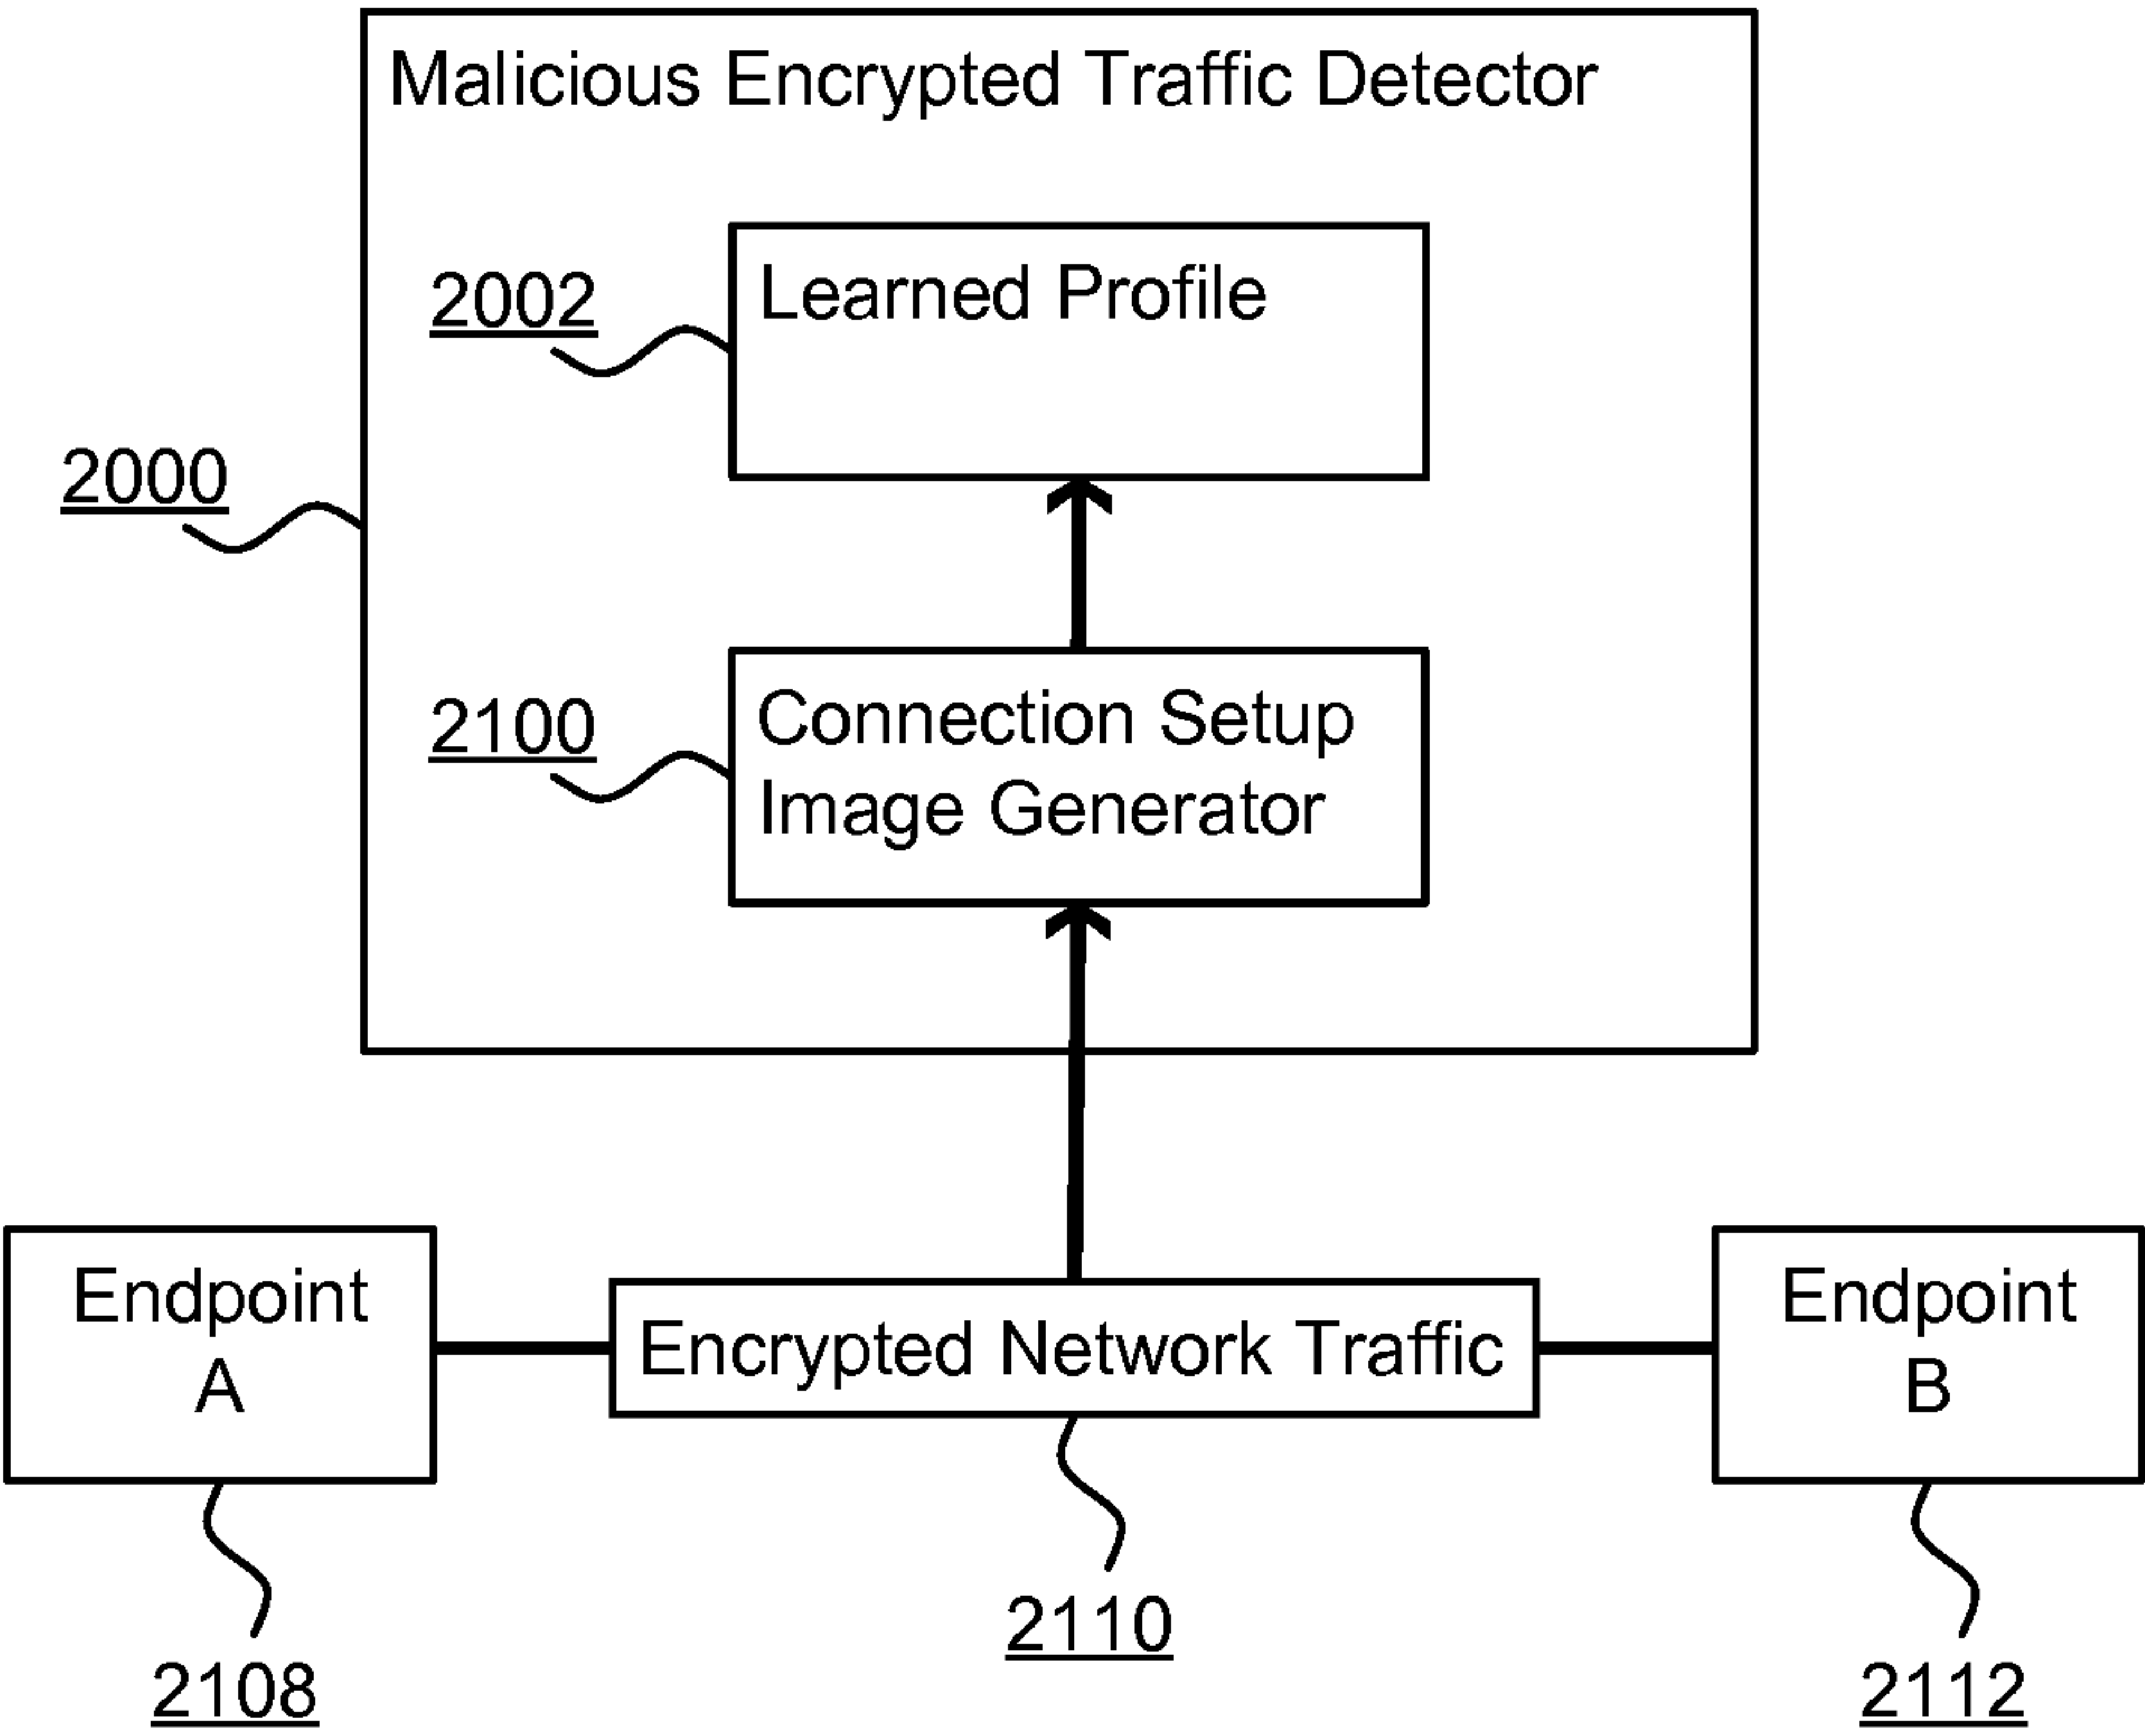 Malicious Encrypted Traffic Detector
2002
Learned Profile
2000
2100
Connection Setup
Image Generator
Endpoint
A
Encrypted Network Traffic
Endpoint
B
2110
2108
2112